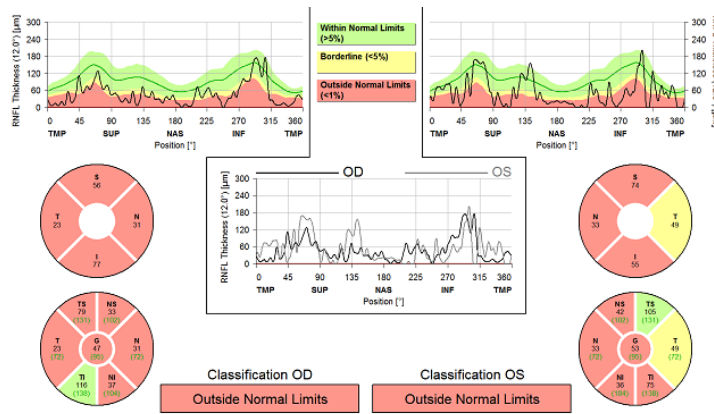 RNFL Thickness (12.0°) [µm]
300
240
180
120
60
0
0 45 90 135 180 225 270 315 360
TMP SUP NAS INF TMP
Position [°]
Within Normal Limits
(>5%)
Borderline (<5%)
Outside Normal Limits
(<1%)
RNFL Thickness (12.0°) [µm]
300
240
180
120
60
0
0 45 90 135 180 225 270 315 360
TMP SUP NAS INF TMP
Position [°]
OD OS
RNFL Thickness (12.0°) [µm]
300
240
180
120
60
0
0 45 90 135 180 225 270 315 360
TMP SUP NAS INF TMP
Position [°]
S
56
T
23
N
31
I
77
S
74
N
33
T
49
I
55
TS
79
(131)
NS
33
(102)
T
23
(72)
G
47
(95)
N
31
(72)
TI
116
(138)
NI
37
(104)
NS
42
(102)
TS
105
(131)
N
33
(72)
G
53
(95)
T
49
(72)
NI
36
(104)
TI
75
(138)
Classification OD
Outside Normal Limits
Classification OS
Outside Normal Limits